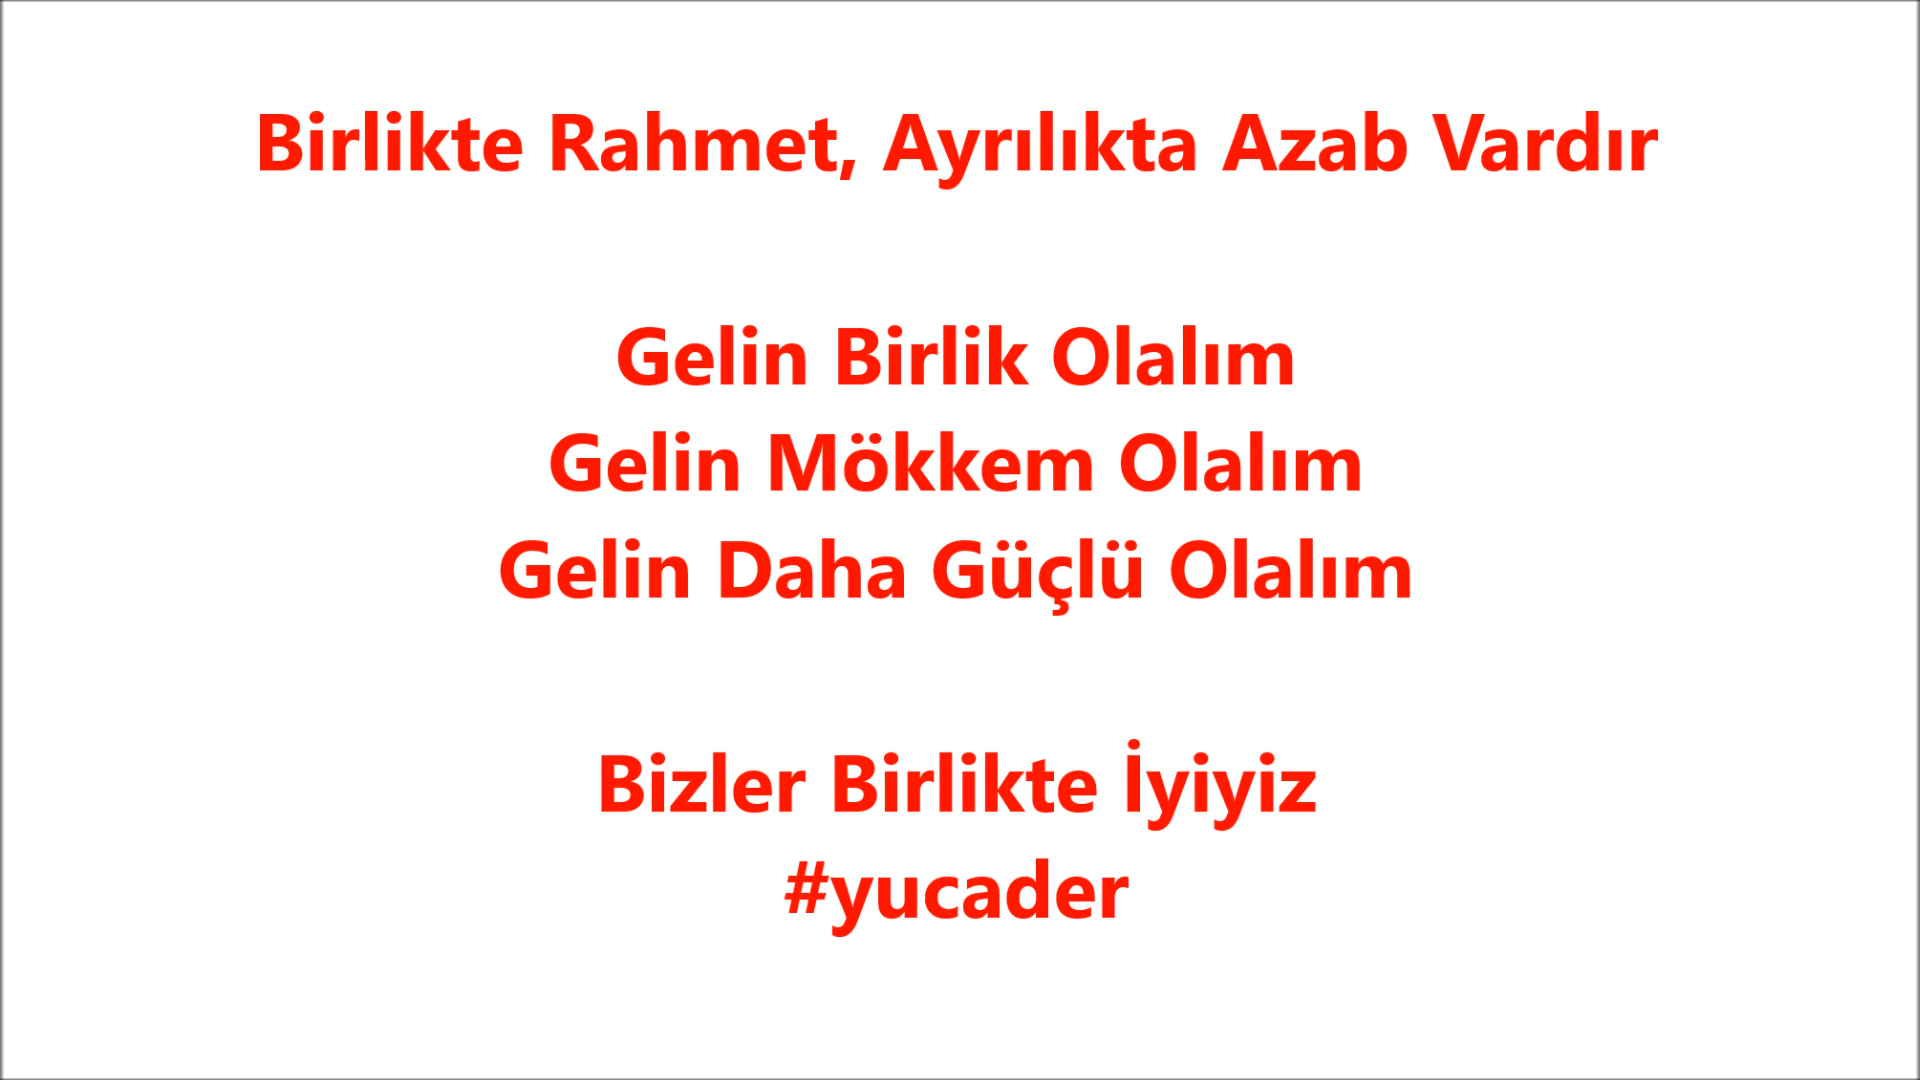 Birlikte Rahmet, Ayrılıkta Azab Vardır
Gelin Birlik Olalım
Gelin Mökkem Olalım
Gelin Daha Güçlü Olalım
Bizler Birlikte İyiyiz
#yucader